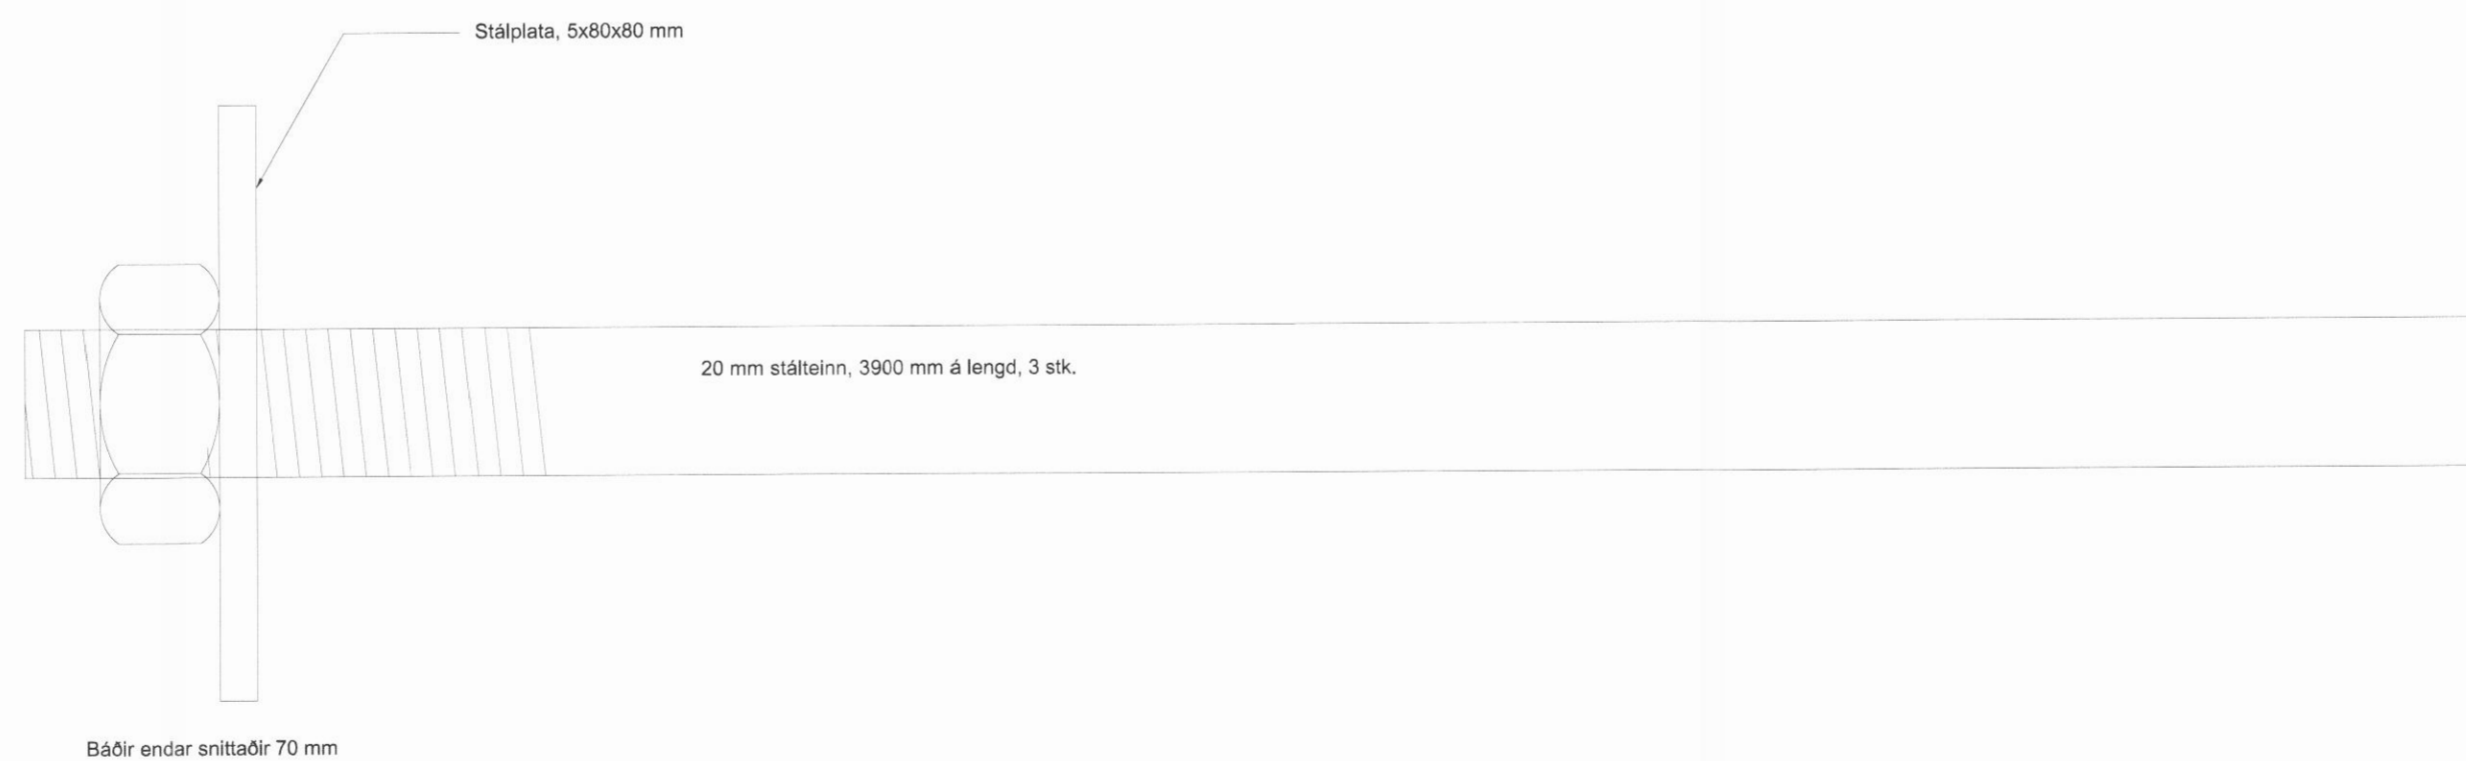 Stálplata, 5x80x80 mm
20 mm stálteinn, 3900 mm á lengd, 3 stk.
Báðir endar snittaðir 70 mm